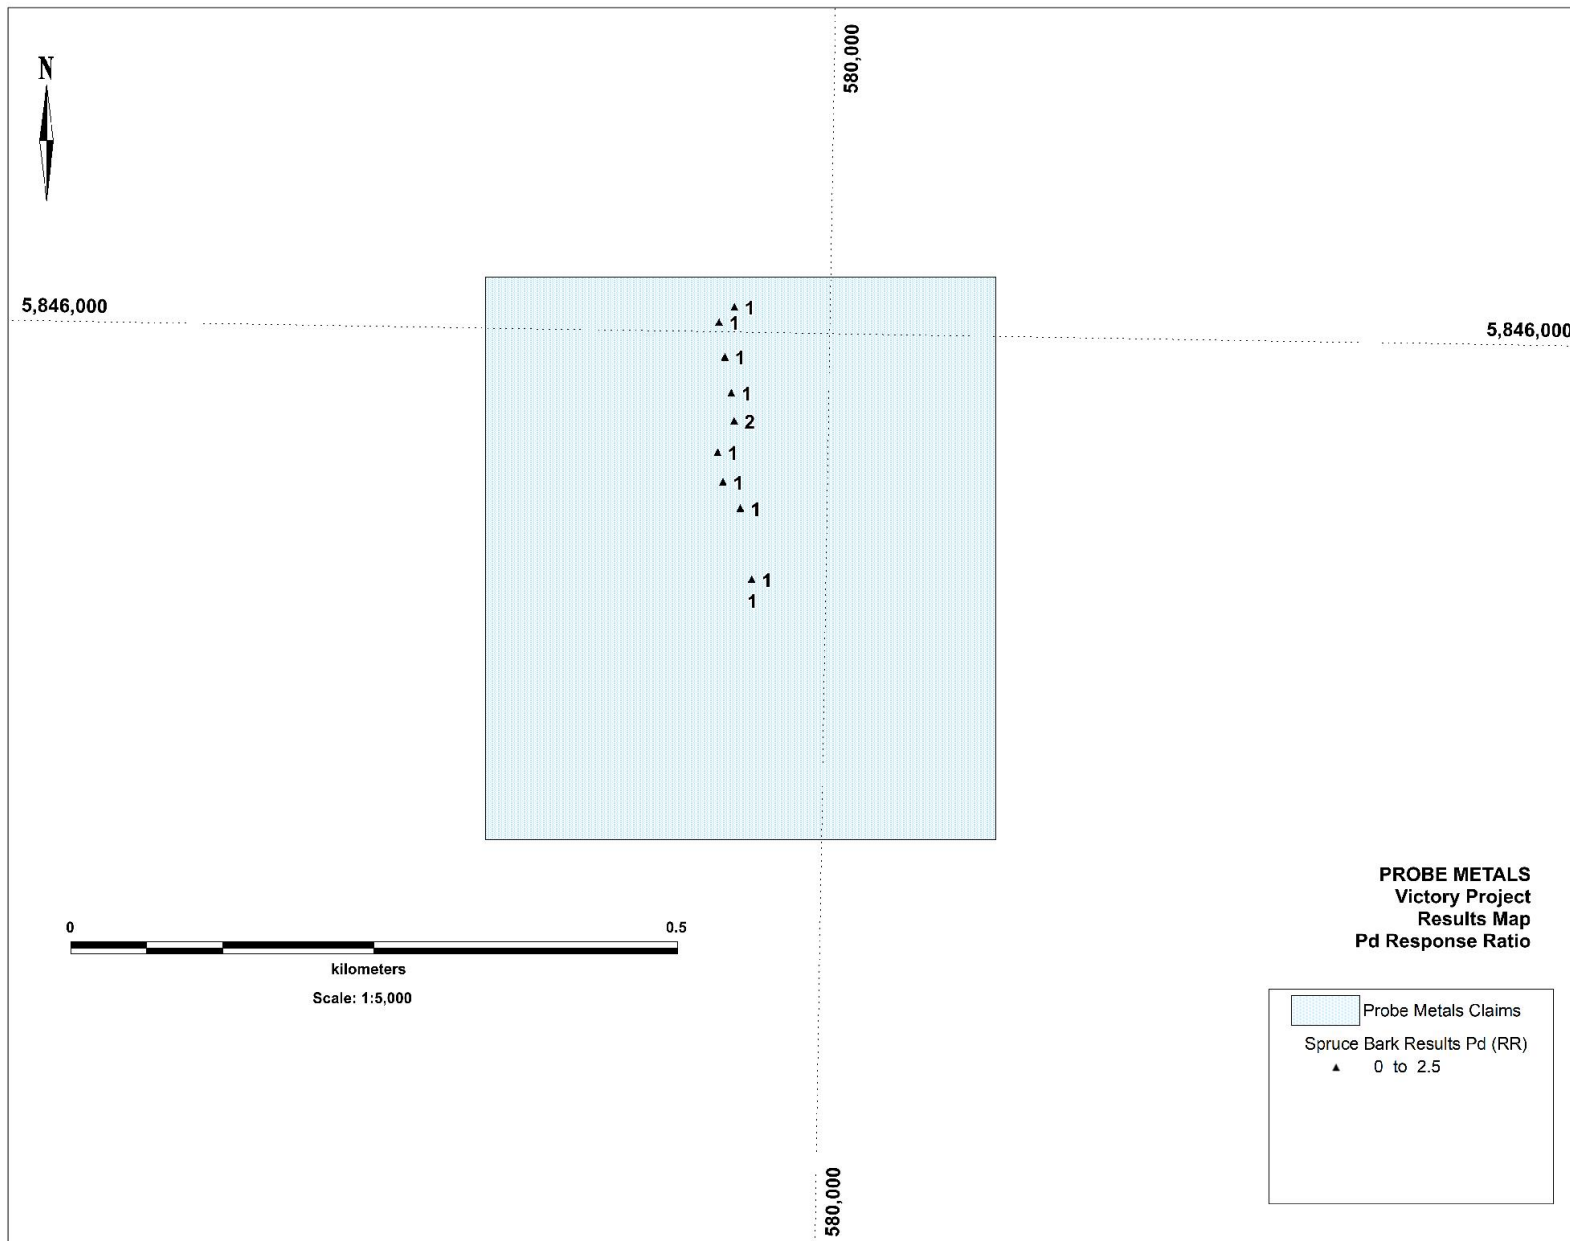 N
580,000
5,846,000
5,846,000
1
1
1
1
2
1
1
1
1
1
PROBE METALS
Victory Project
Results Map
Pd Response Ratio
0
0.5
kilometers
Scale: 1:5,000
Probe Metals Claims
Spruce Bark Results Pd (RR)
0 to 2.5
580,000